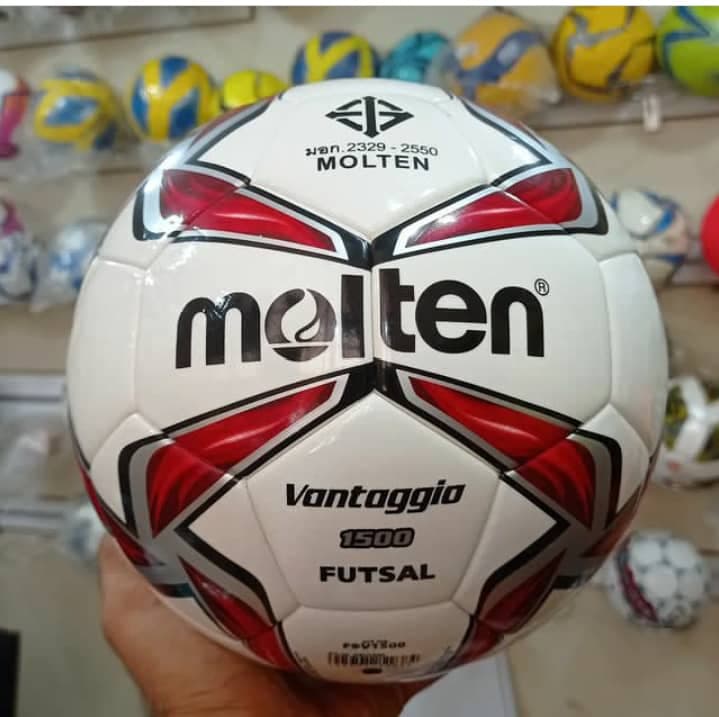 มอก.2329-2550
MOLTEN
molten®
Vantaggio
1500
FUTSAL